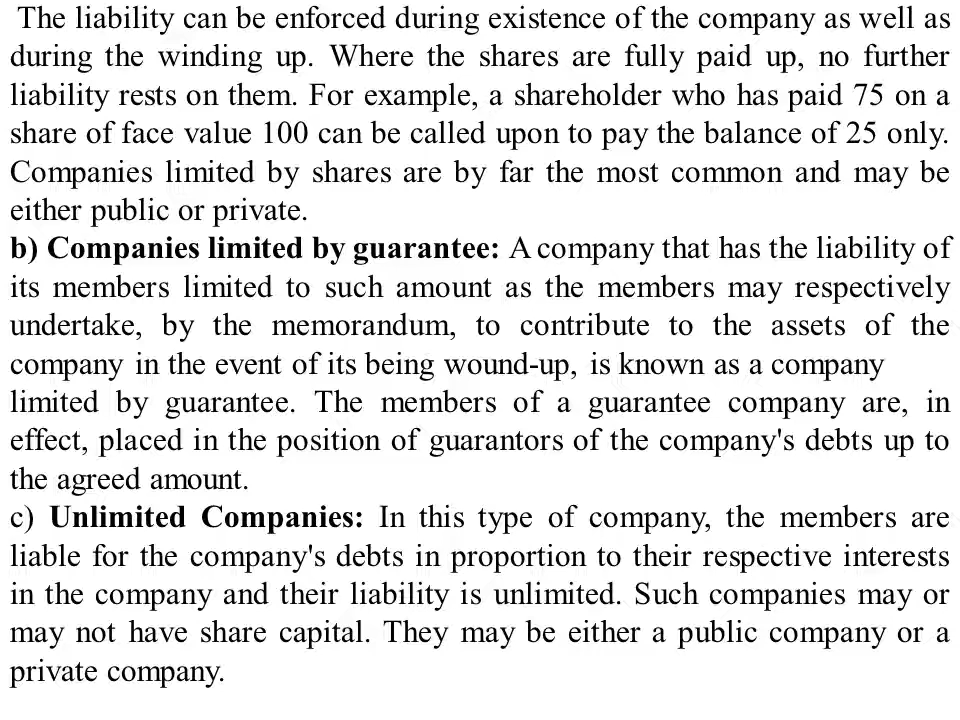 The liability can be enforced during existence of the company as well as
during the winding up. Where the shares are fully paid up, no further
liability rests on them. For example, a shareholder who has paid 75 on a
share of face value 100 can be called upon to pay the balance of 25 only.
Companies limited by shares are by far the most common and may be
either public or private.
b) Companies limited by guarantee: A company that has the liability of
its members limited to such amount as the members may respectively
undertake, by the memorandum, to contribute to the assets of the
company in the event of its being wound-up, is known as a company
limited by guarantee. The members of a guarantee company are, in
effect, placed in the position of guarantors of the company's debts up to
the agreed amount.
c) Unlimited Companies: In this type of company, the members are
liable for the company's debts in proportion to their respective interests
in the company and their liability is unlimited. Such companies may or
may not have share capital. They may be either a public company or a
private company.